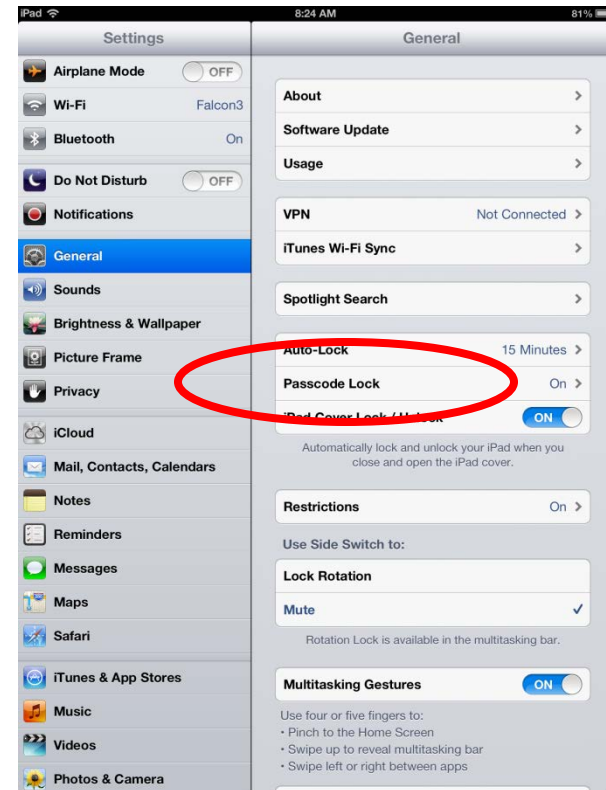 iPad 8:24 AM 81%
Settings
Airplane Mode OFF
Wi-Fi Falcon3
Bluetooth On
Do Not Disturb OFF
Notifications
General
Sounds
Brightness & Wallpaper
Picture Frame
Privacy
iCloud
Mail, Contacts, Calendars
Notes
Reminders
Messages
Maps
Safari
iTunes & App Stores
Music
Videos
Photos & Camera
General
About
Software Update
Usage
VPN Not Connected
iTunes Wi-Fi Sync
Spotlight Search
Auto-Lock 15 Minutes
Passcode Lock On
iPad Cover Lock / Unlock ON
Automatically lock and unlock your iPad when you
close and open the iPad cover.
Restrictions On
Use Side Switch to:
Lock Rotation
Mute
Rotation Lock is available in the multitasking bar.
Multitasking Gestures ON
Use four or five fingers to:
• Pinch to the Home Screen
• Swipe up to reveal multitasking bar
• Swipe left or right between apps